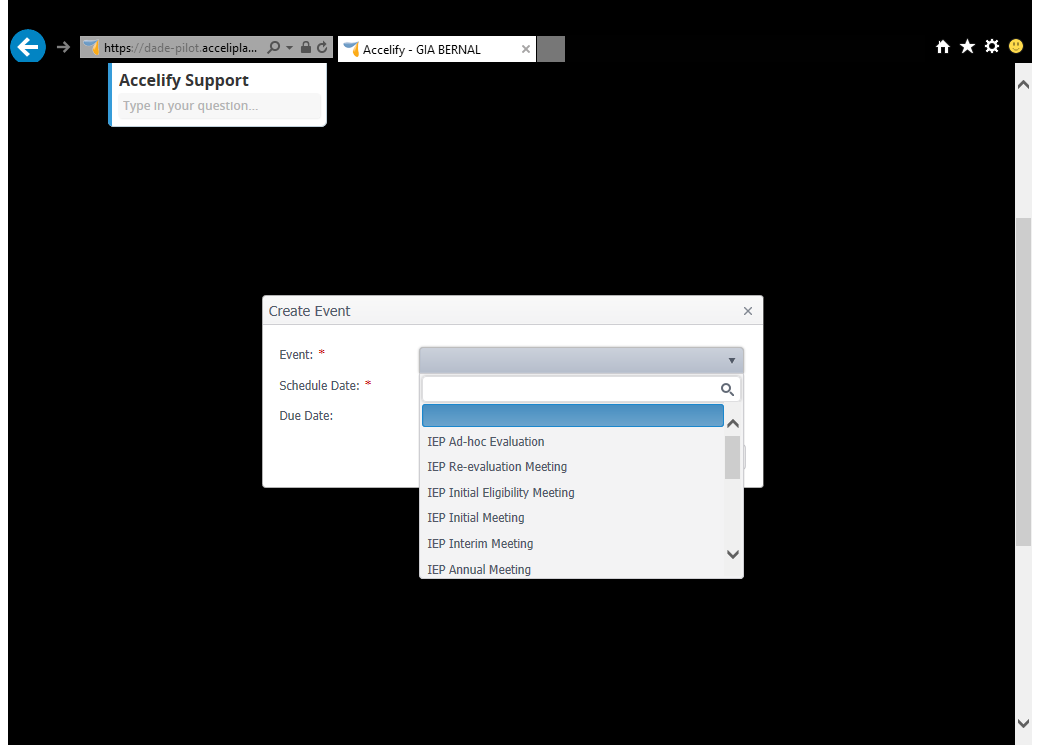 https://dade-pilot.accelipla...
Accelify - GIA BERNAL
Accelify Support
Type in your question...
Create Event
Event: *
Schedule Date: *
Due Date:
IEP Ad-hoc Evaluation
IEP Re-evaluation Meeting
IEP Initial Eligibility Meeting
IEP Initial Meeting
IEP Interim Meeting
IEP Annual Meeting